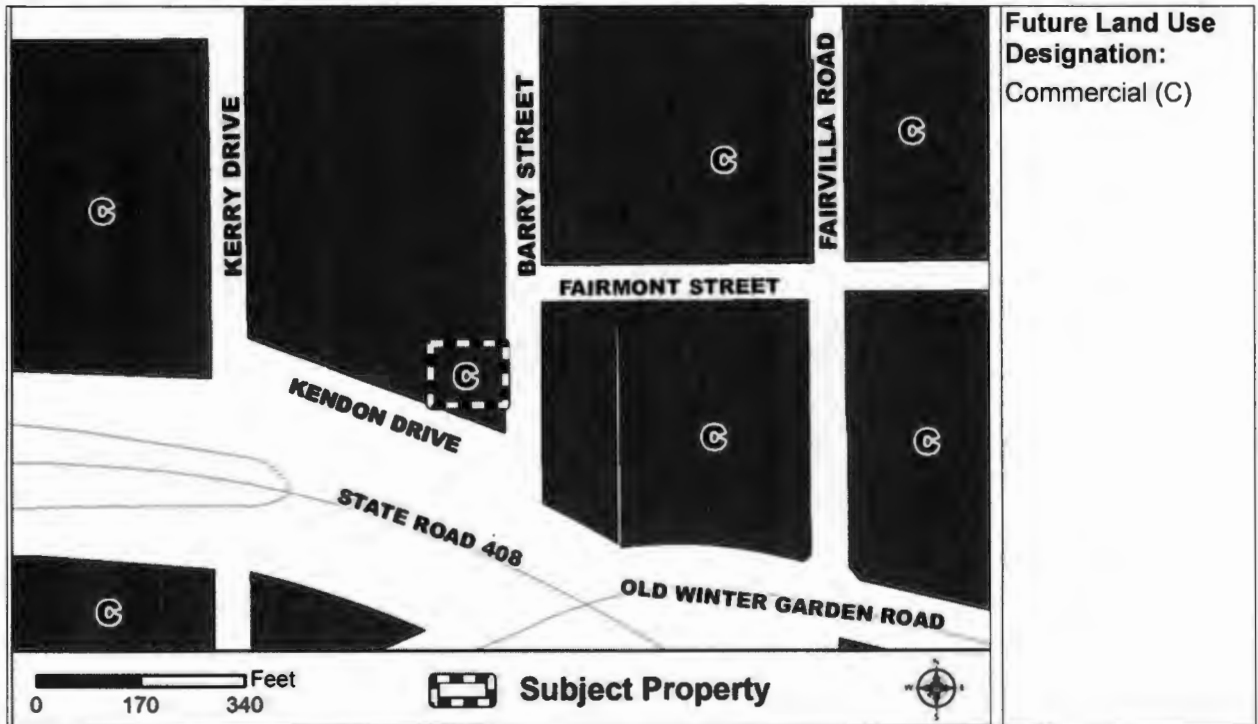 Future Land Use
Designation:
Commercial (C)
KERRY DRIVE
BARRY STREET
FAIRVILLA ROAD
C
C
C
FAIRMONT STREET
C
KENDON DRIVE
C
C
STATE ROAD 408
OLD WINTER GARDEN ROAD
C
0 170 340 Feet
Subject Property
N
W E
S